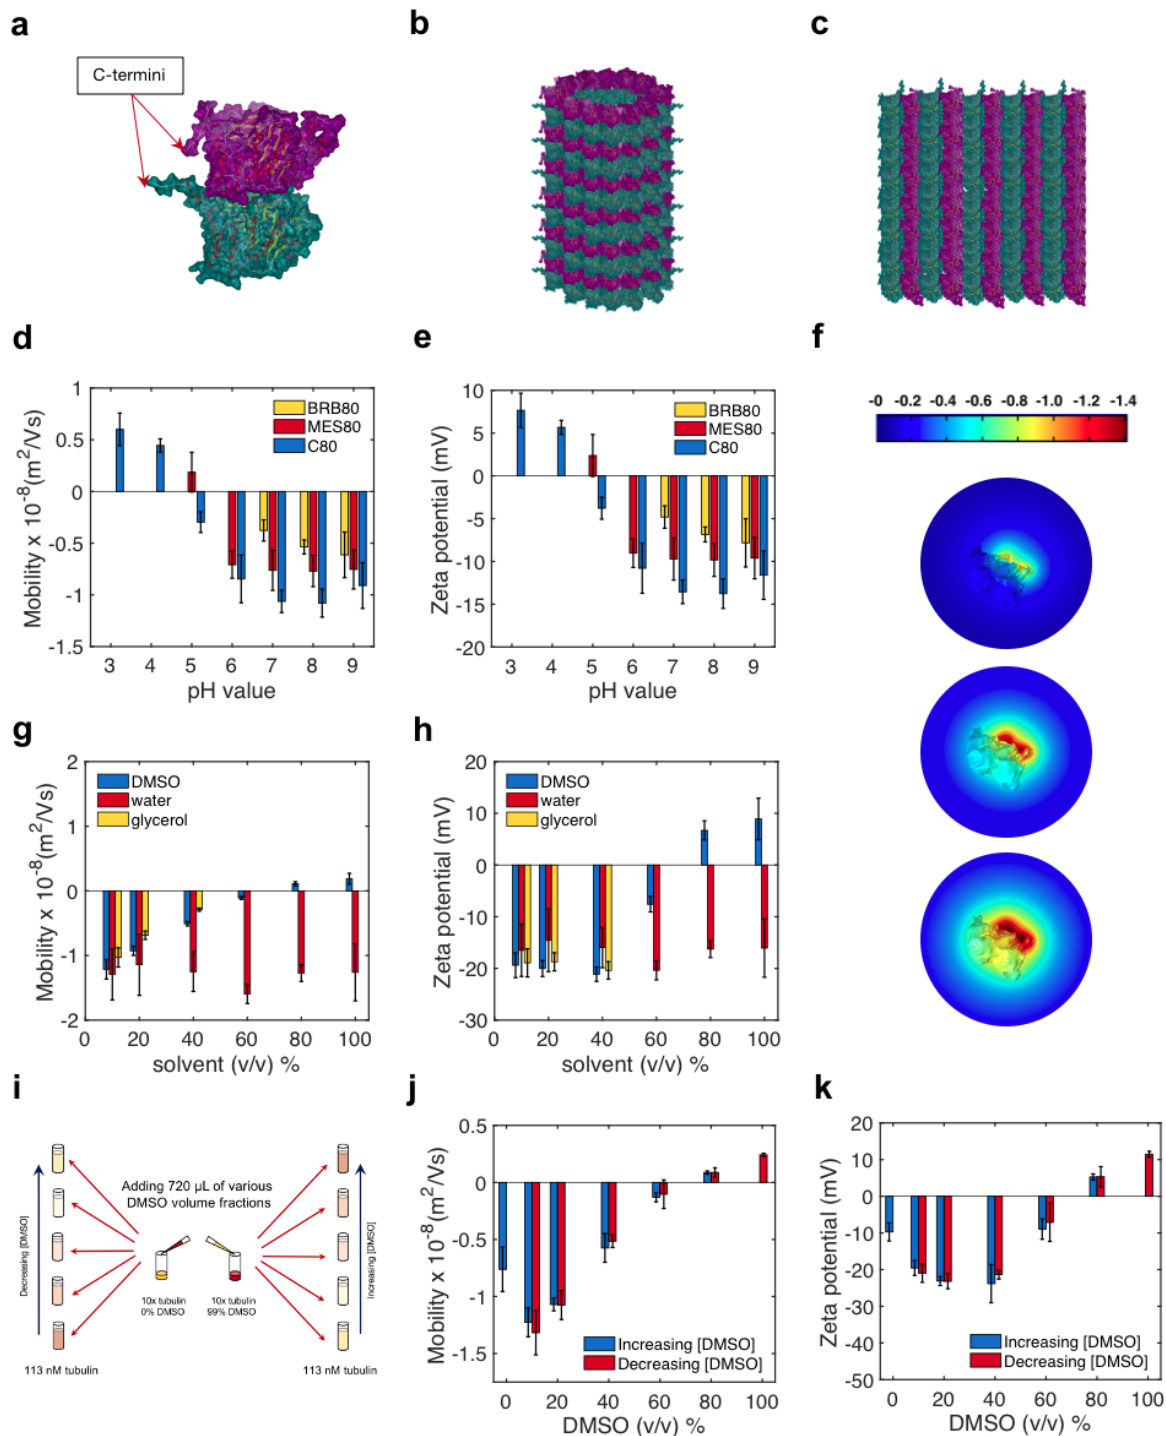 a
b
c
C-termini
d
e
f
1
0.5
0
-0.5
-1
-1.5
Mobility x 10⁻⁸(m²/Vs)
BRB80
MES80
C80
3 4 5 6 7 8 9
pH value
10
5
0
-5
-10
-15
-20
Zeta potential (mV)
BRB80
MES80
C80
3 4 5 6 7 8 9
pH value
-0 -0.2 -0.6 -0.8 -1.2 -1.4
g
h
2
1
0
-1
-2
Mobility x 10⁻⁸(m²/Vs)
DMSO
water
glycerol
0 20 40 60 80 100
solvent (v/v) %
20
10
0
-10
-20
-30
Zeta potential (mV)
DMSO
water
glycerol
0 20 40 60 80 100
solvent (v/v) %
i
j
k
Decreasing [DMSO]
Adding 720 µL of various
DMSO volume fractions
10x tubulin
0% DMSO
10x tubulin
99% DMSO
Increasing [DMSO]
113 nM tubulin
113 nM tubulin
0.5
0
-0.5
-1
-1.5
Mobility x 10⁻⁸(m²/Vs)
Increasing [DMSO]
Decreasing [DMSO]
0 20 40 60 80 100
DMSO (v/v) %
20
10
0
-10
-20
-30
-40
-50
Zeta potential (mV)
Increasing [DMSO]
Decreasing [DMSO]
0 20 40 60 80 100
DMSO (v/v) %